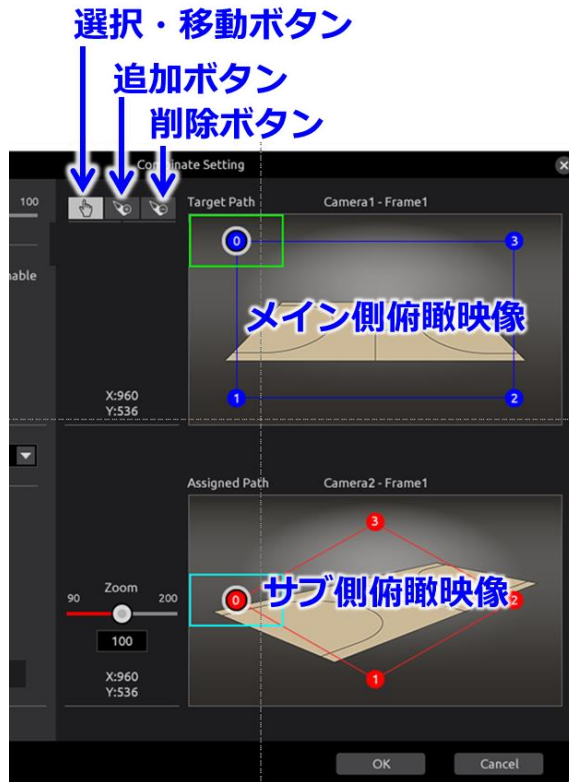 選択・移動ボタン
追加ボタン
削除ボタン
Combinate Setting
100
Target Path
Camera1 - Frame1
0
3
メイン側俯瞰映像
1
2
X:960
Y:536
Assigned Path
Camera2 - Frame1
3
Zoom
90
200
100
0
サブ側俯瞰映像
2
1
X:960
Y:536
OK
Cancel